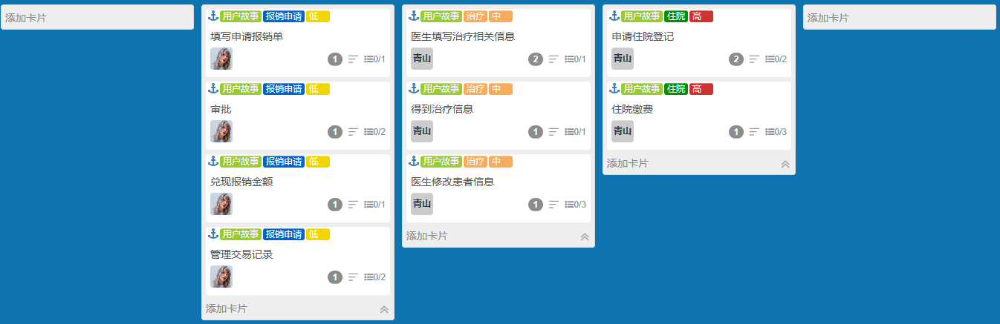 添加卡片
用户故事 报销申请 低
填写申请报销单
1 0/1
用户故事 报销申请 低
审批
1 0/2
用户故事 报销申请 低
兑现报销金额
1 0/1
用户故事 报销申请 低
管理交易记录
1 0/2
添加卡片
用户故事 治疗 中
医生填写治疗相关信息
青山 2 0/1
用户故事 治疗 中
得到治疗信息
青山 1 0/1
用户故事 治疗 中
医生修改患者信息
青山 1 0/3
添加卡片
用户故事 住院 高
申请住院登记
青山 2 0/2
用户故事 住院 高
住院缴费
青山 1 0/3
添加卡片
添加卡片